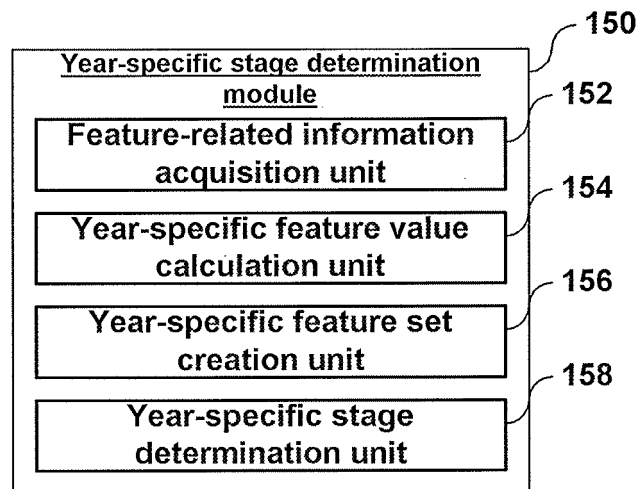 150
Year-specific stage determination
module
152
Feature-related information
acquisition unit
154
Year-specific feature value
calculation unit
156
Year-specific feature set
creation unit
158
Year-specific stage
determination unit